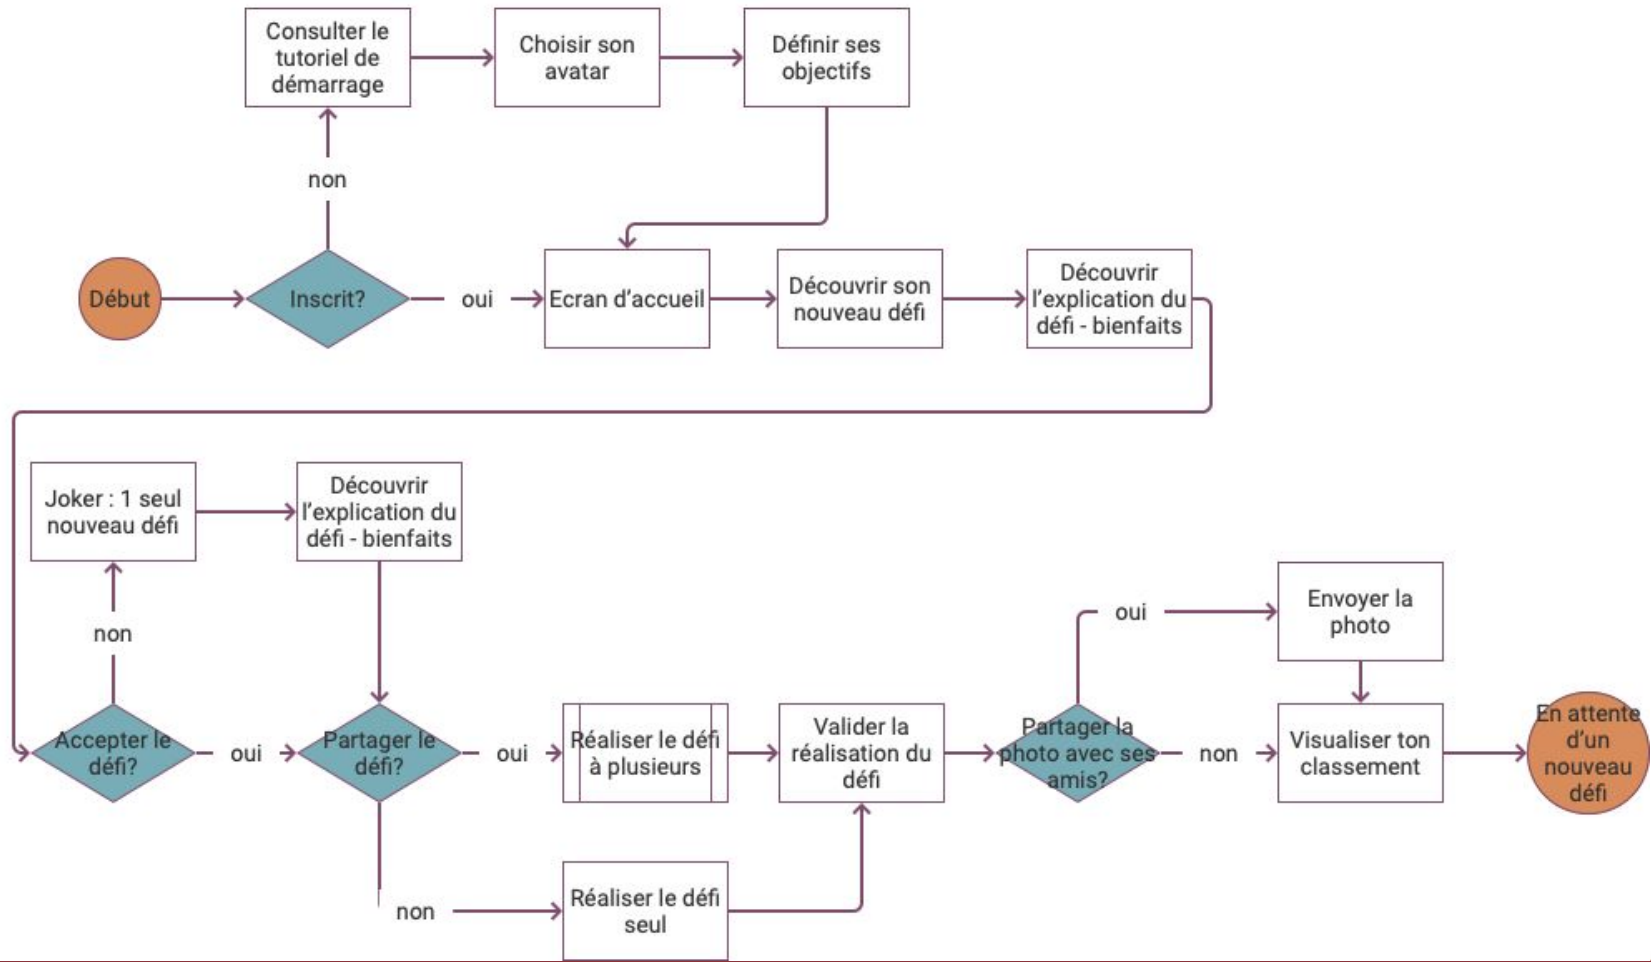 Consulter le
tutoriel de
démarrage
Choisir son
avatar
Définir ses
objectifs
non
Début
Inscrit?
oui
Ecran d’accueil
Découvrir son
nouveau défi
Découvrir
l’explication du
défi - bienfaits
Joker : 1 seul
nouveau défi
Découvrir
l’explication du
défi - bienfaits
non
Accepter le
défi?
oui
Partager le
défi?
oui
Réaliser le défi
à plusieurs
Valider la
réalisation du
défi
Partager la
photo avec ses
amis?
oui
Envoyer la
photo
non
Visualiser ton
classement
En attente
d’un
nouveau
défi
non
Réaliser le défi
seul